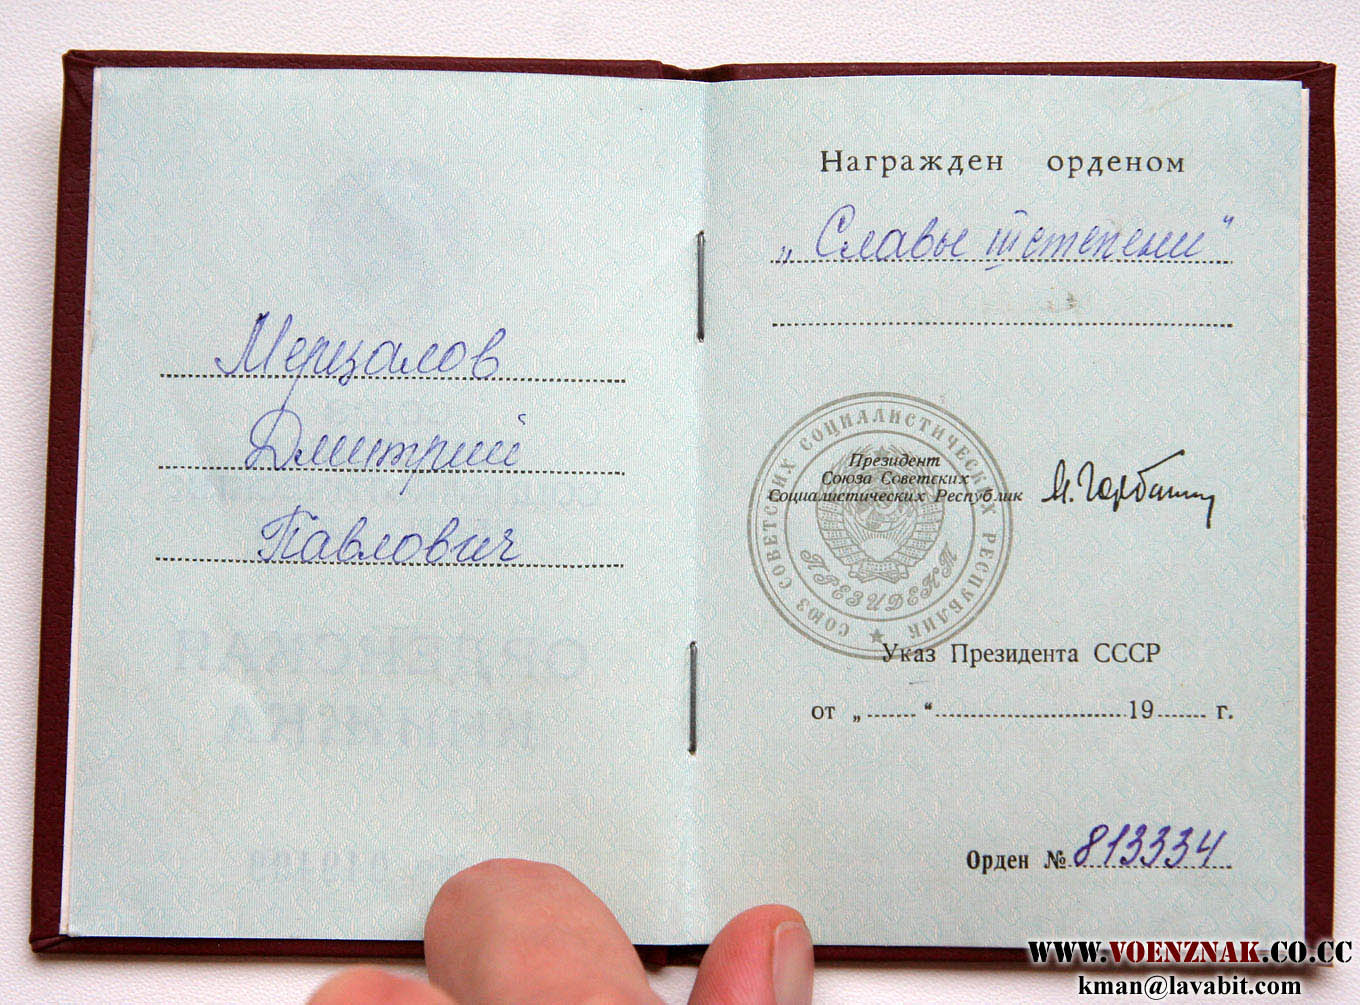 Мерцалов
Дмитрий
Павлович
Награжден орденом
„Славы III степени“
СОЮЗ СОВЕТСКИХ СОЦИАЛИСТИЧЕСКИХ РЕСПУБЛИК
Президент
Союза Советских
Социалистических Республик
М. Горбачев
ПРЕЗИДЕНТ
Указ Президента СССР
от „......“ ........................ 19...... г.
Орден № 813334
WWW.VOENZNAK.CO.CC
kman@lavabit.com